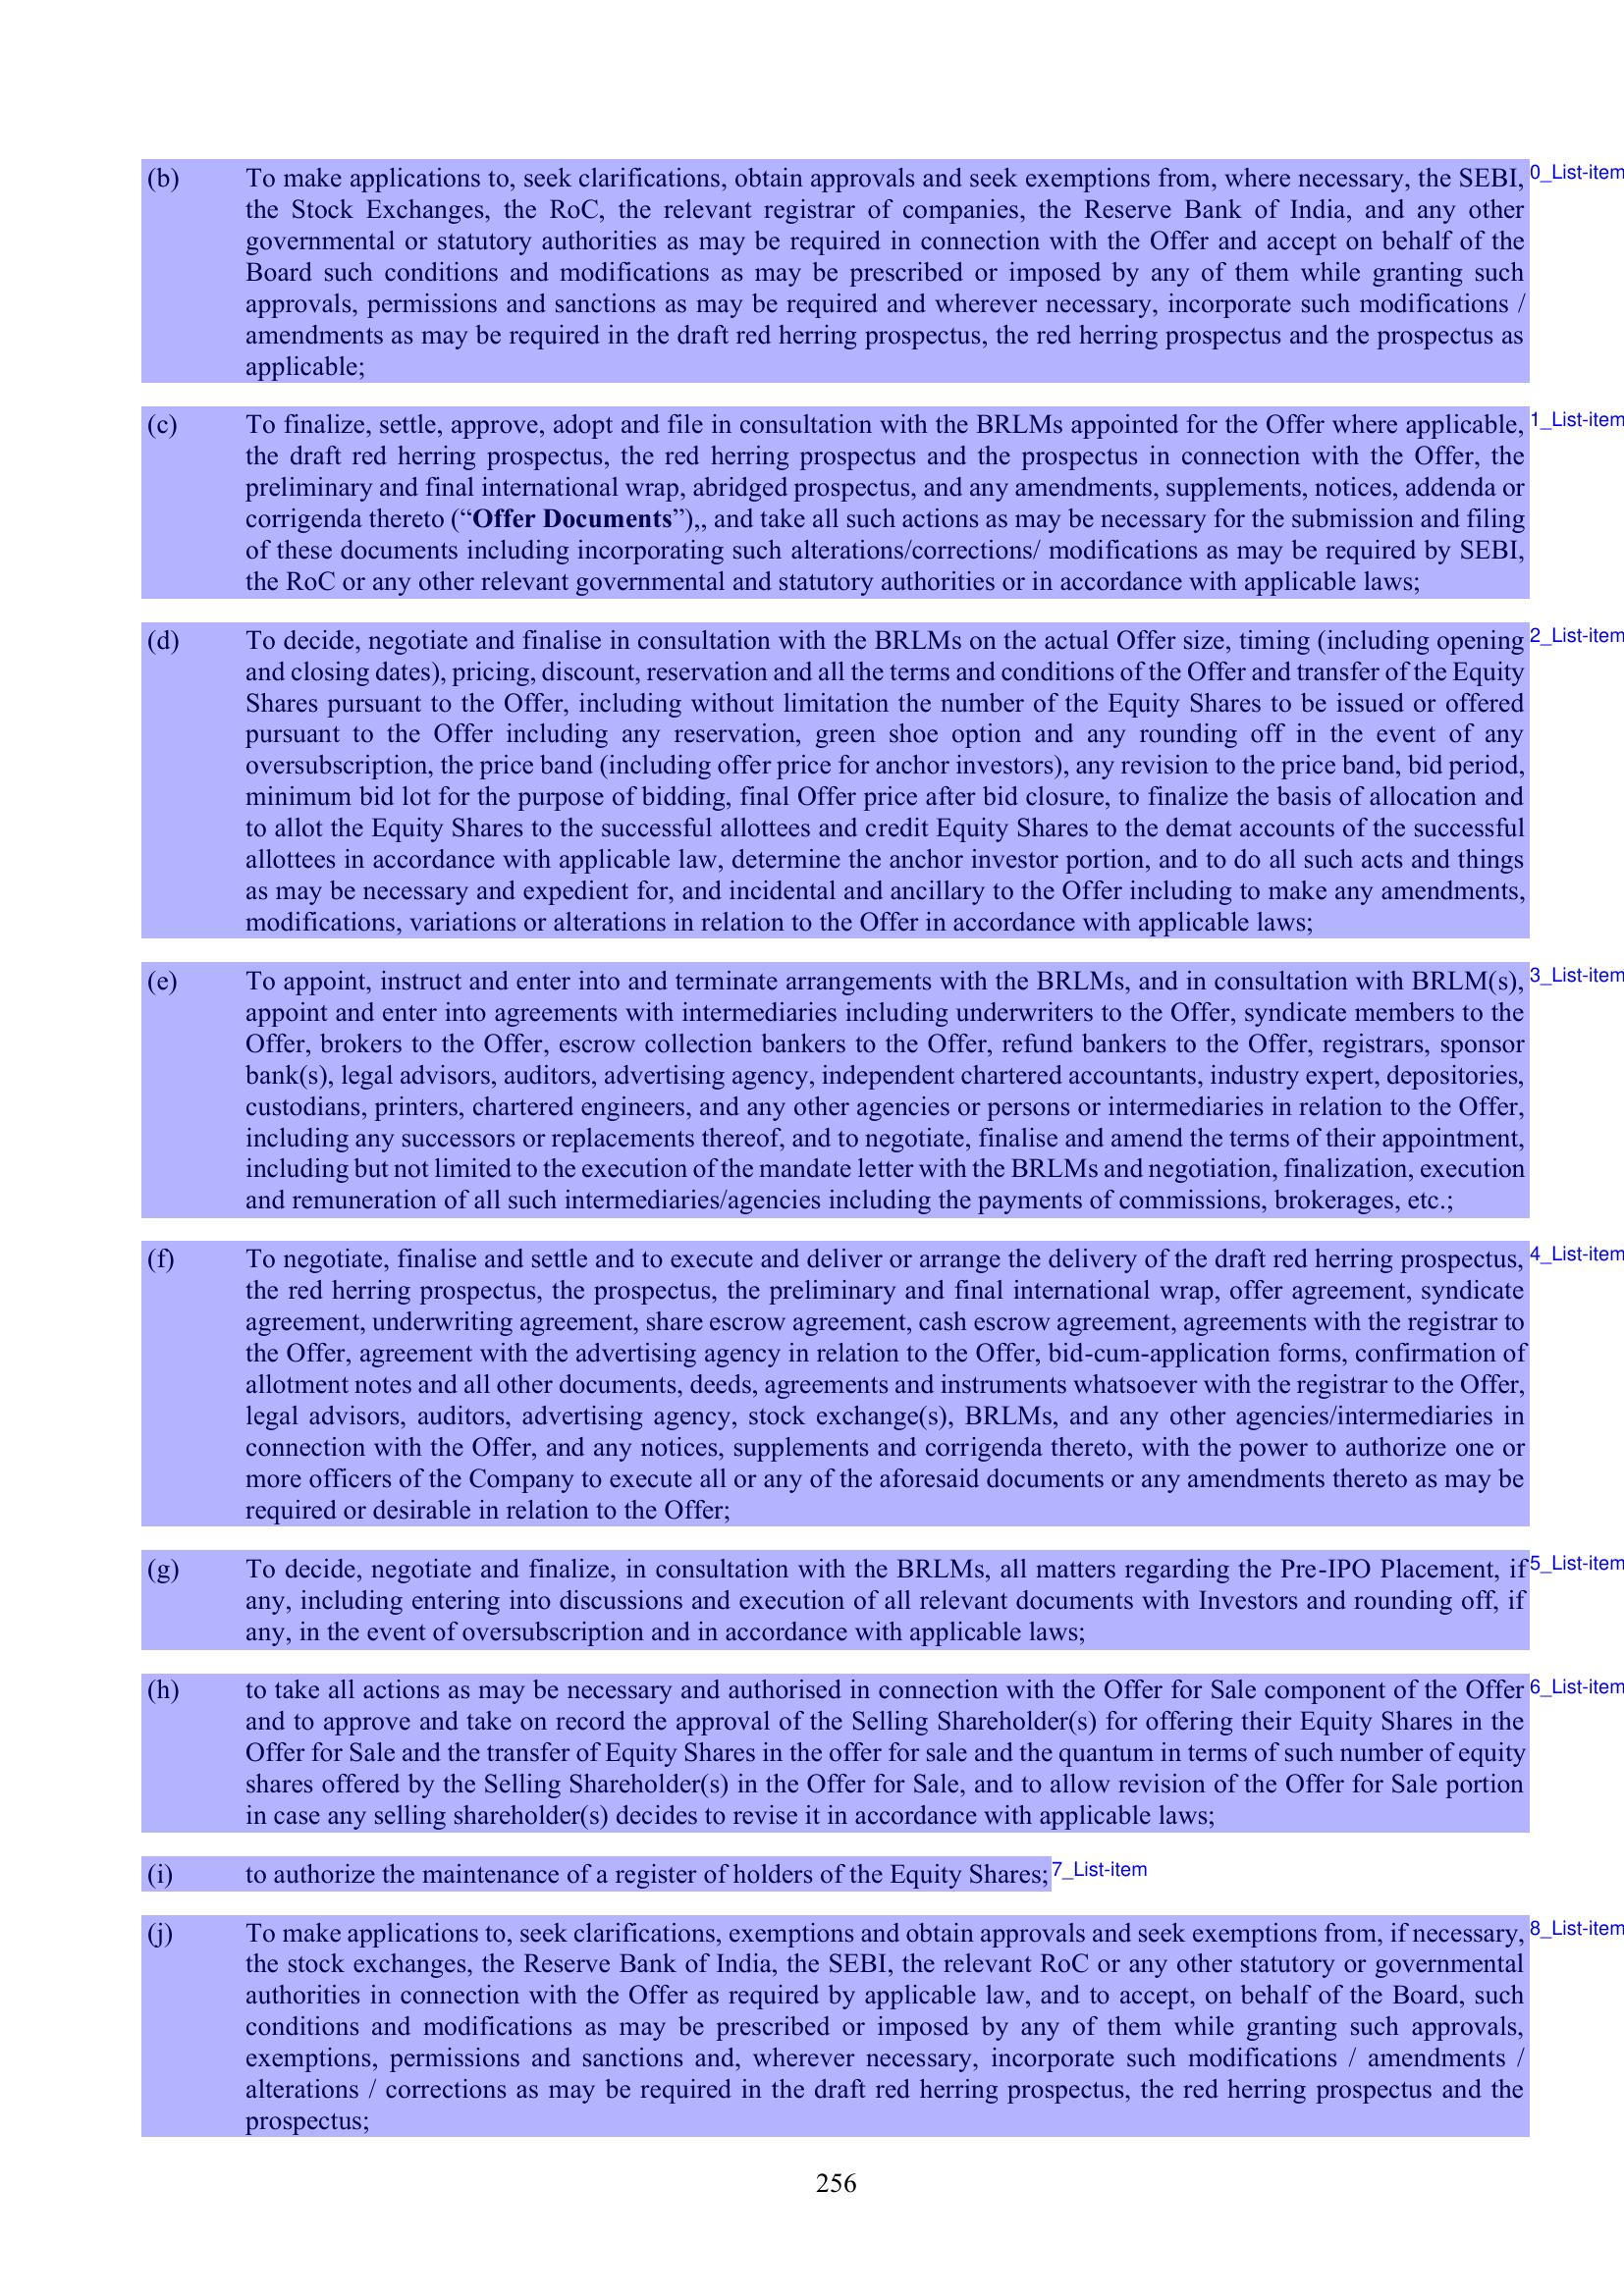 (b) To make applications to, seek clarifications, obtain approvals and seek exemptions from, where necessary, the SEBI, 0_List-item
the Stock Exchanges, the RoC, the relevant registrar of companies, the Reserve Bank of India, and any other
governmental or statutory authorities as may be required in connection with the Offer and accept on behalf of the
Board such conditions and modifications as may be prescribed or imposed by any of them while granting such
approvals, permissions and sanctions as may be required and wherever necessary, incorporate such modifications /
amendments as may be required in the draft red herring prospectus, the red herring prospectus and the prospectus as
applicable;
(c) To finalize, settle, approve, adopt and file in consultation with the BRLMs appointed for the Offer where applicable, 1_List-item
the draft red herring prospectus, the red herring prospectus and the prospectus in connection with the Offer, the
preliminary and final international wrap, abridged prospectus, and any amendments, supplements, notices, addenda or
corrigenda thereto (“Offer Documents”),, and take all such actions as may be necessary for the submission and filing
of these documents including incorporating such alterations/corrections/ modifications as may be required by SEBI,
the RoC or any other relevant governmental and statutory authorities or in accordance with applicable laws;
(d) To decide, negotiate and finalise in consultation with the BRLMs on the actual Offer size, timing (including opening 2_List-item
and closing dates), pricing, discount, reservation and all the terms and conditions of the Offer and transfer of the Equity
Shares pursuant to the Offer, including without limitation the number of the Equity Shares to be issued or offered
pursuant to the Offer including any reservation, green shoe option and any rounding off in the event of any
oversubscription, the price band (including offer price for anchor investors), any revision to the price band, bid period,
minimum bid lot for the purpose of bidding, final Offer price after bid closure, to finalize the basis of allocation and
to allot the Equity Shares to the successful allottees and credit Equity Shares to the demat accounts of the successful
allottees in accordance with applicable law, determine the anchor investor portion, and to do all such acts and things
as may be necessary and expedient for, and incidental and ancillary to the Offer including to make any amendments,
modifications, variations or alterations in relation to the Offer in accordance with applicable laws;
(e) To appoint, instruct and enter into and terminate arrangements with the BRLMs, and in consultation with BRLM(s), 3_List-item
appoint and enter into agreements with intermediaries including underwriters to the Offer, syndicate members to the
Offer, brokers to the Offer, escrow collection bankers to the Offer, refund bankers to the Offer, registrars, sponsor
bank(s), legal advisors, auditors, advertising agency, independent chartered accountants, industry expert, depositories,
custodians, printers, chartered engineers, and any other agencies or persons or intermediaries in relation to the Offer,
including any successors or replacements thereof, and to negotiate, finalise and amend the terms of their appointment,
including but not limited to the execution of the mandate letter with the BRLMs and negotiation, finalization, execution
and remuneration of all such intermediaries/agencies including the payments of commissions, brokerages, etc.;
(f) To negotiate, finalise and settle and to execute and deliver or arrange the delivery of the draft red herring prospectus, 4_List-item
the red herring prospectus, the prospectus, the preliminary and final international wrap, offer agreement, syndicate
agreement, underwriting agreement, share escrow agreement, cash escrow agreement, agreements with the registrar to
the Offer, agreement with the advertising agency in relation to the Offer, bid-cum-application forms, confirmation of
allotment notes and all other documents, deeds, agreements and instruments whatsoever with the registrar to the Offer,
legal advisors, auditors, advertising agency, stock exchange(s), BRLMs, and any other agencies/intermediaries in
connection with the Offer, and any notices, supplements and corrigenda thereto, with the power to authorize one or
more officers of the Company to execute all or any of the aforesaid documents or any amendments thereto as may be
required or desirable in relation to the Offer;
(g) To decide, negotiate and finalize, in consultation with the BRLMs, all matters regarding the Pre-IPO Placement, if 5_List-item
any, including entering into discussions and execution of all relevant documents with Investors and rounding off, if
any, in the event of oversubscription and in accordance with applicable laws;
(h) to take all actions as may be necessary and authorised in connection with the Offer for Sale component of the Offer 6_List-item
and to approve and take on record the approval of the Selling Shareholder(s) for offering their Equity Shares in the
Offer for Sale and the transfer of Equity Shares in the offer for sale and the quantum in terms of such number of equity
shares offered by the Selling Shareholder(s) in the Offer for Sale, and to allow revision of the Offer for Sale portion
in case any selling shareholder(s) decides to revise it in accordance with applicable laws;
(i) to authorize the maintenance of a register of holders of the Equity Shares; 7_List-item
(j) To make applications to, seek clarifications, exemptions and obtain approvals and seek exemptions from, if necessary, 8_List-item
the stock exchanges, the Reserve Bank of India, the SEBI, the relevant RoC or any other statutory or governmental
authorities in connection with the Offer as required by applicable law, and to accept, on behalf of the Board, such
conditions and modifications as may be prescribed or imposed by any of them while granting such approvals,
exemptions, permissions and sanctions and, wherever necessary, incorporate such modifications / amendments /
alterations / corrections as may be required in the draft red herring prospectus, the red herring prospectus and the
prospectus;
256